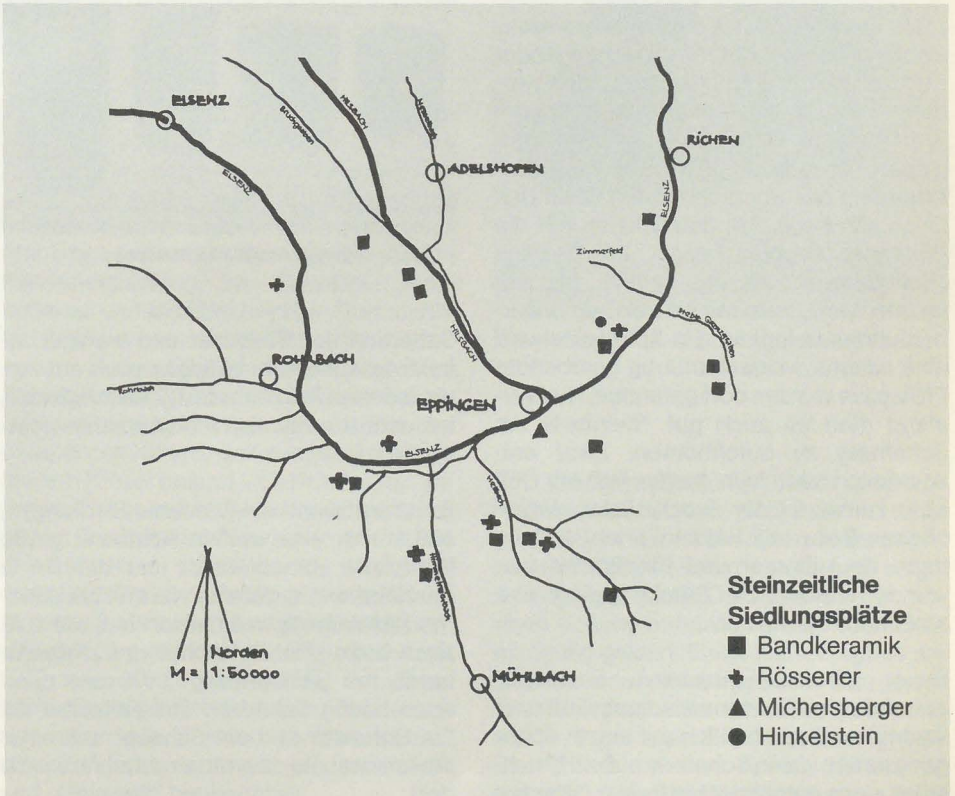 ELSENZ
HILSBACH
ADELSHOFEN
RICHEN
ELSENZ
ELSENZ
Zimmerfeld
HILSBACH
ROHRBACH
Rohrbach
EPPINGEN
ELSENZ
Norden
M.= 1:50000
MÜHLBACH
Steinzeitliche
Siedlungsplätze
Bandkeramik
Rössener
Michelsberger
Hinkelstein